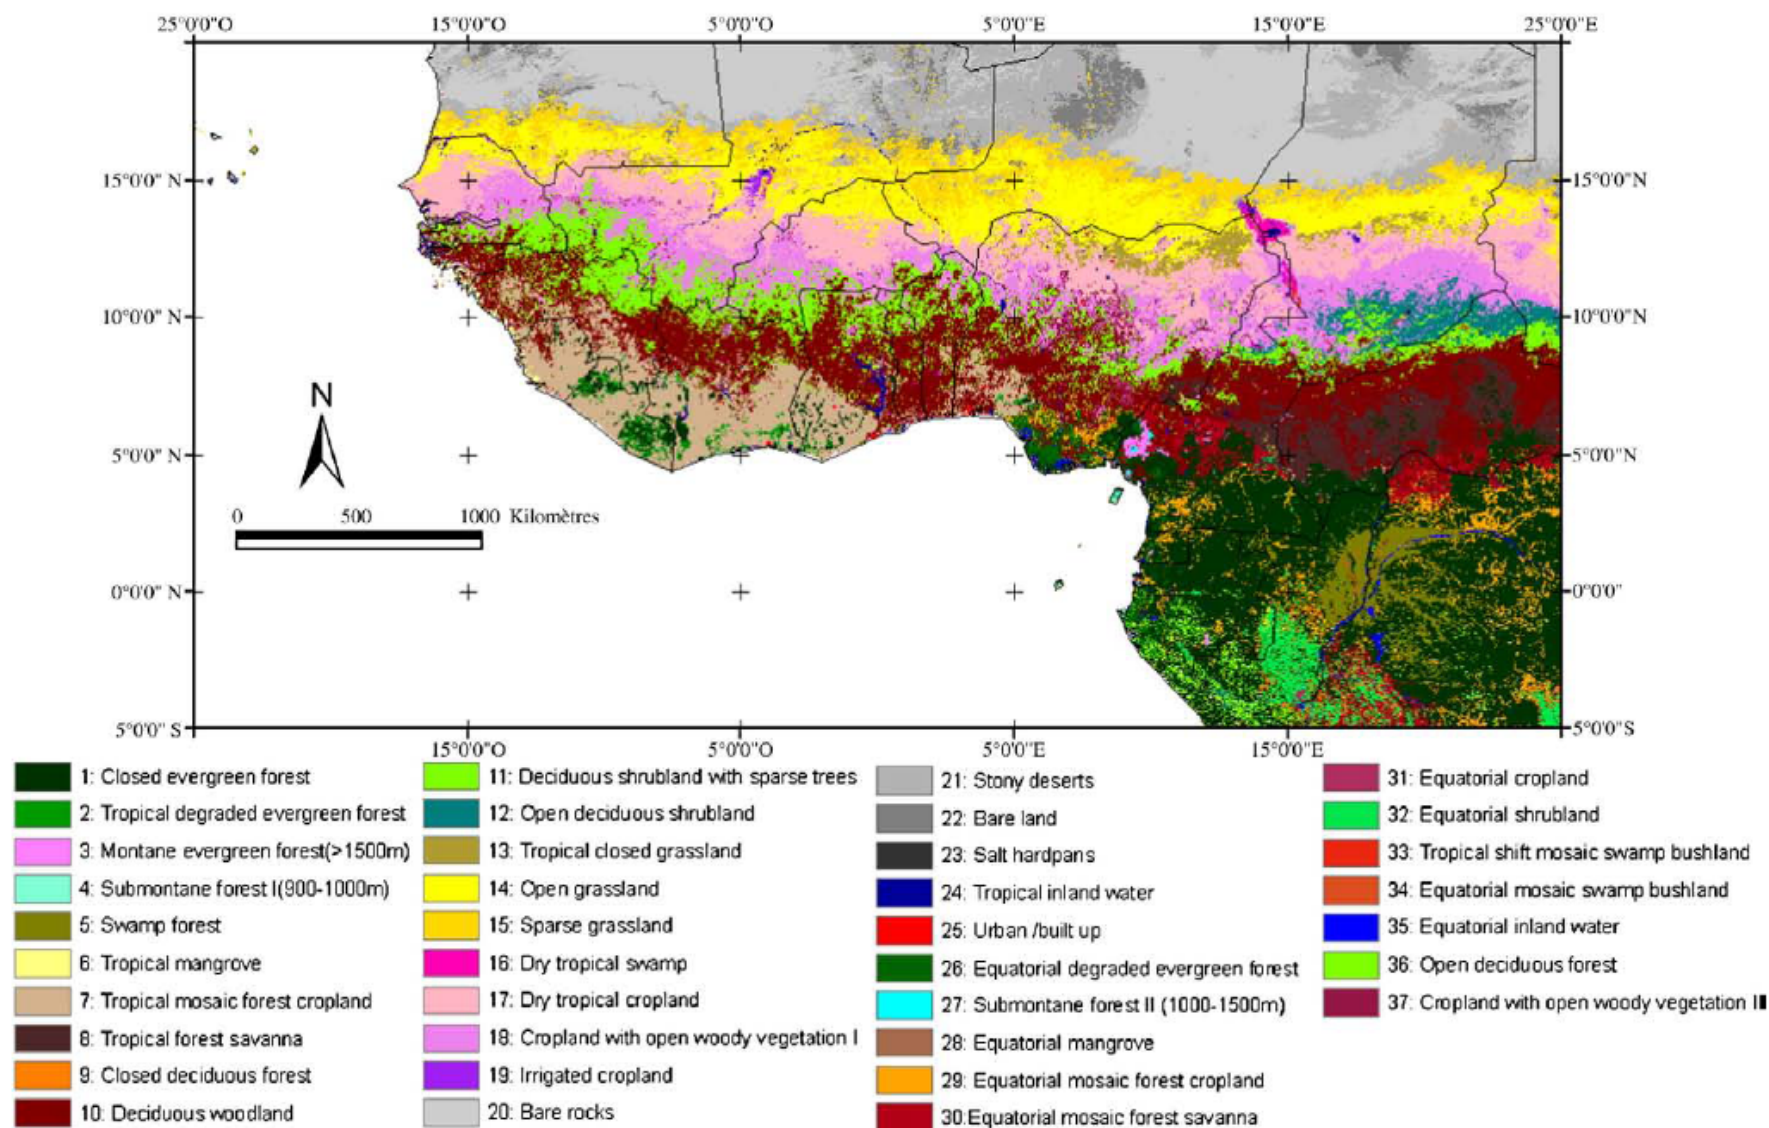 25°0'0"O 15°0'0"O 5°0'0"O 5°0'0"E 15°0'0"E 25°0'0"E
15°0'0" N 15°0'0"N
10°0'0"N 10°0'0"N
N
5°0'0"N 5°0'0"N
0 500 1000 Kilomètres
0°0'0" N 0°0'0"N
5°0'0" S 5°0'0"S
15°0'0"O 5°0'0"O 5°0'0"E 15°0'0"E
1: Closed evergreen forest
2: Tropical degraded evergreen forest
3: Montane evergreen forest(>1500m)
4: Submontane forest I(900-1000m)
5: Swamp forest
6: Tropical mangrove
7: Tropical mosaic forest cropland
8: Tropical forest savanna
9: Closed deciduous forest
10: Deciduous woodland
11: Deciduous shrubland with sparse trees
12: Open deciduous shrubland
13: Tropical closed grassland
14: Open grassland
15: Sparse grassland
16: Dry tropical swamp
17: Dry tropical cropland
18: Cropland with open woody vegetation I
19: Irrigated cropland
20: Bare rocks
21: Stony deserts
22: Bare land
23: Salt hardpans
24: Tropical inland water
25: Urban /built up
26: Equatorial degraded evergreen forest
27: Submontane forest II (1000-1500m)
28: Equatorial mangrove
29: Equatorial mosaic forest cropland
30:Equatorial mosaic forest savanna
31: Equatorial cropland
32: Equatorial shrubland
33: Tropical shift mosaic swamp bushland
34: Equatorial mosaic swamp bushland
35: Equatorial inland water
36: Open deciduous forest
37: Cropland with open woody vegetation II